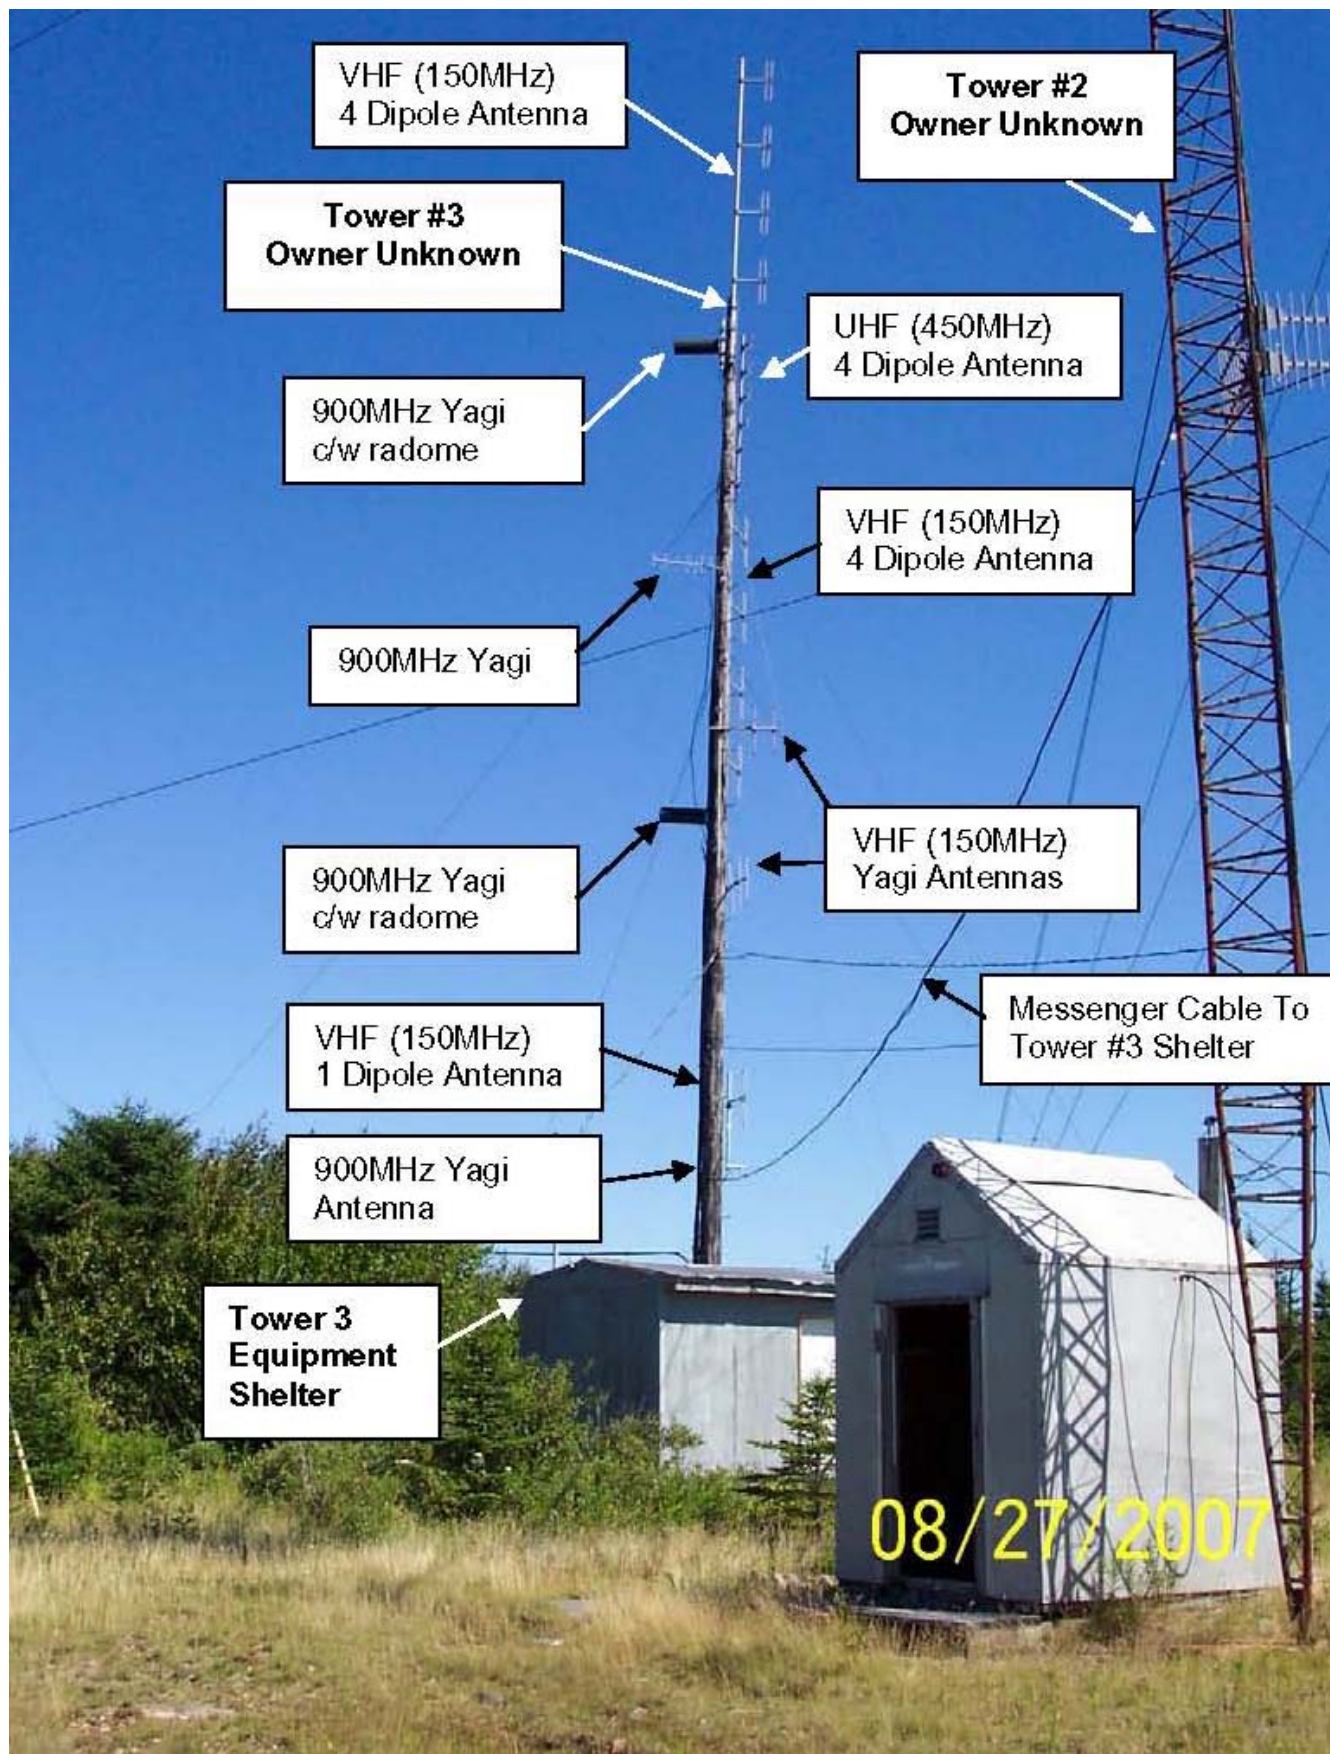 VHF (150MHz)
4 Dipole Antenna
Tower #2
Owner Unknown
Tower #3
Owner Unknown
UHF (450MHz)
4 Dipole Antenna
900MHz Yagi
c/w radome
VHF (150MHz)
4 Dipole Antenna
900MHz Yagi
VHF (150MHz)
Yagi Antennas
900MHz Yagi
c/w radome
Messenger Cable To
Tower #3 Shelter
VHF (150MHz)
1 Dipole Antenna
900MHz Yagi
Antenna
Tower 3
Equipment
Shelter
08/27/2007